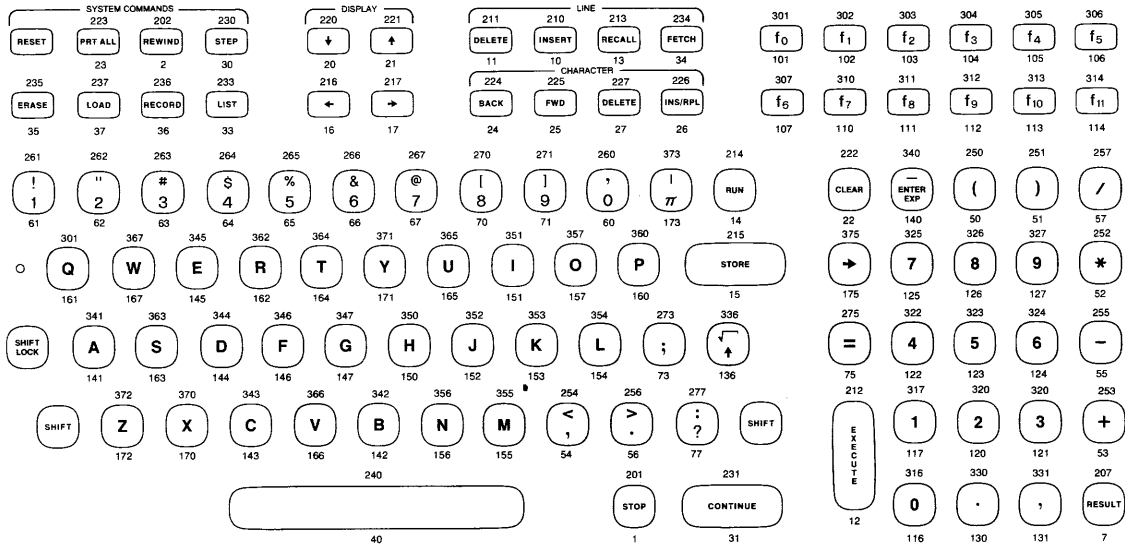 SYSTEM COMMANDS DISPLAY LINE
223 202 230 220 221 211 210 213 234 301 302 303 304 305 306
RESET PRT ALL REWIND STEP ↓ ↑ DELETE INSERT RECALL FETCH f0 f1 f2 f3 f4 f5
23 2 30 20 21 11 10 13 34 101 102 103 104 105 106
CHARACTER
235 237 236 233 216 217 224 225 227 226 307 310 311 312 313 314
ERASE LOAD RECORD LIST ← → BACK FWD DELETE INS/RPL f6 f7 f8 f9 f10 f11
35 37 36 33 16 17 24 25 27 26 107 110 111 112 113 114
261 262 263 264 265 266 267 270 271 260 373 214 222 340 250 251 257
! " # $ % & @ [ ] ' | —
1 2 3 4 5 6 7 8 9 0 π RUN CLEAR ENTER EXP ( ) /
61 62 63 64 65 66 67 70 71 60 173 14 22 140 50 51 57
301 367 345 362 364 371 365 351 357 360 215 375 325 326 327 252
Q W E R T Y U I O P STORE → 7 8 9 *
161 167 145 162 164 171 165 151 157 160 15 175 125 126 127 52
341 363 344 346 347 350 352 353 354 273 336 275 322 323 324 255
SHIFT LOCK A S D F G H J K L ; √ ↑ = 4 5 6 −
141 163 144 146 147 150 152 153 154 73 136 75 122 123 124 55
372 370 343 366 342 356 355 254 256 277 212 317 320 320 253
< > :
SHIFT Z X C V B N M , . ? SHIFT EXECUTE 1 2 3 +
172 170 143 166 142 156 155 54 56 77 117 120 121 53
240 201 231 316 330 331 207
STOP CONTINUE 0 . , RESULT
40 1 31 12 116 130 131 7